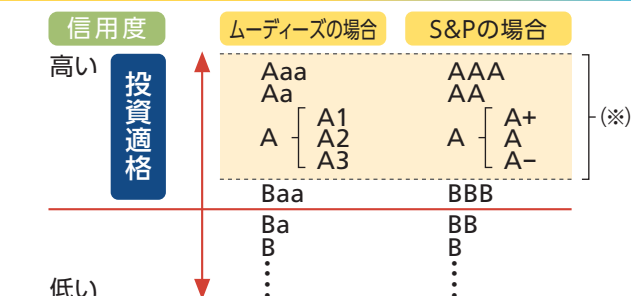 信用度 ムーディーズの場合 S&Pの場合
高い
投資適格
Aaa AAA
Aa AA
A A1 A A+
A2 A
A3 A−
(※)
Baa BBB
Ba BB
B B
低い